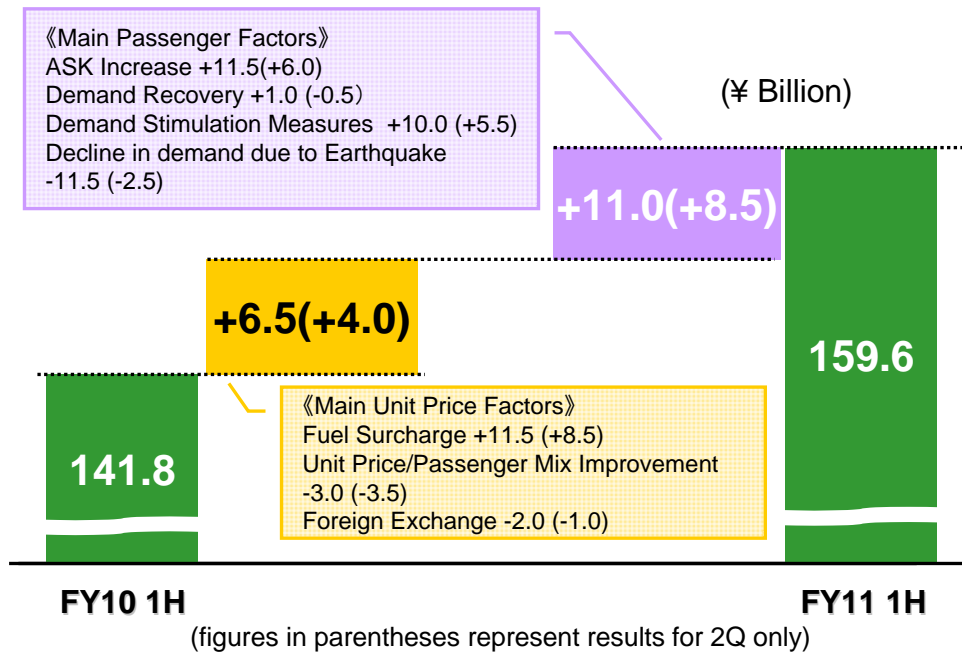 《Main Passenger Factors》
ASK Increase +11.5(+6.0)
Demand Recovery +1.0 (-0.5）
Demand Stimulation Measures +10.0 (+5.5)
Decline in demand due to Earthquake
-11.5 (-2.5)
(¥ Billion)
+11.0(+8.5)
+6.5(+4.0)
159.6
141.8
《Main Unit Price Factors》
Fuel Surcharge +11.5 (+8.5)
Unit Price/Passenger Mix Improvement
-3.0 (-3.5)
Foreign Exchange -2.0 (-1.0)
FY10 1H
FY11 1H
(figures in parentheses represent results for 2Q only)